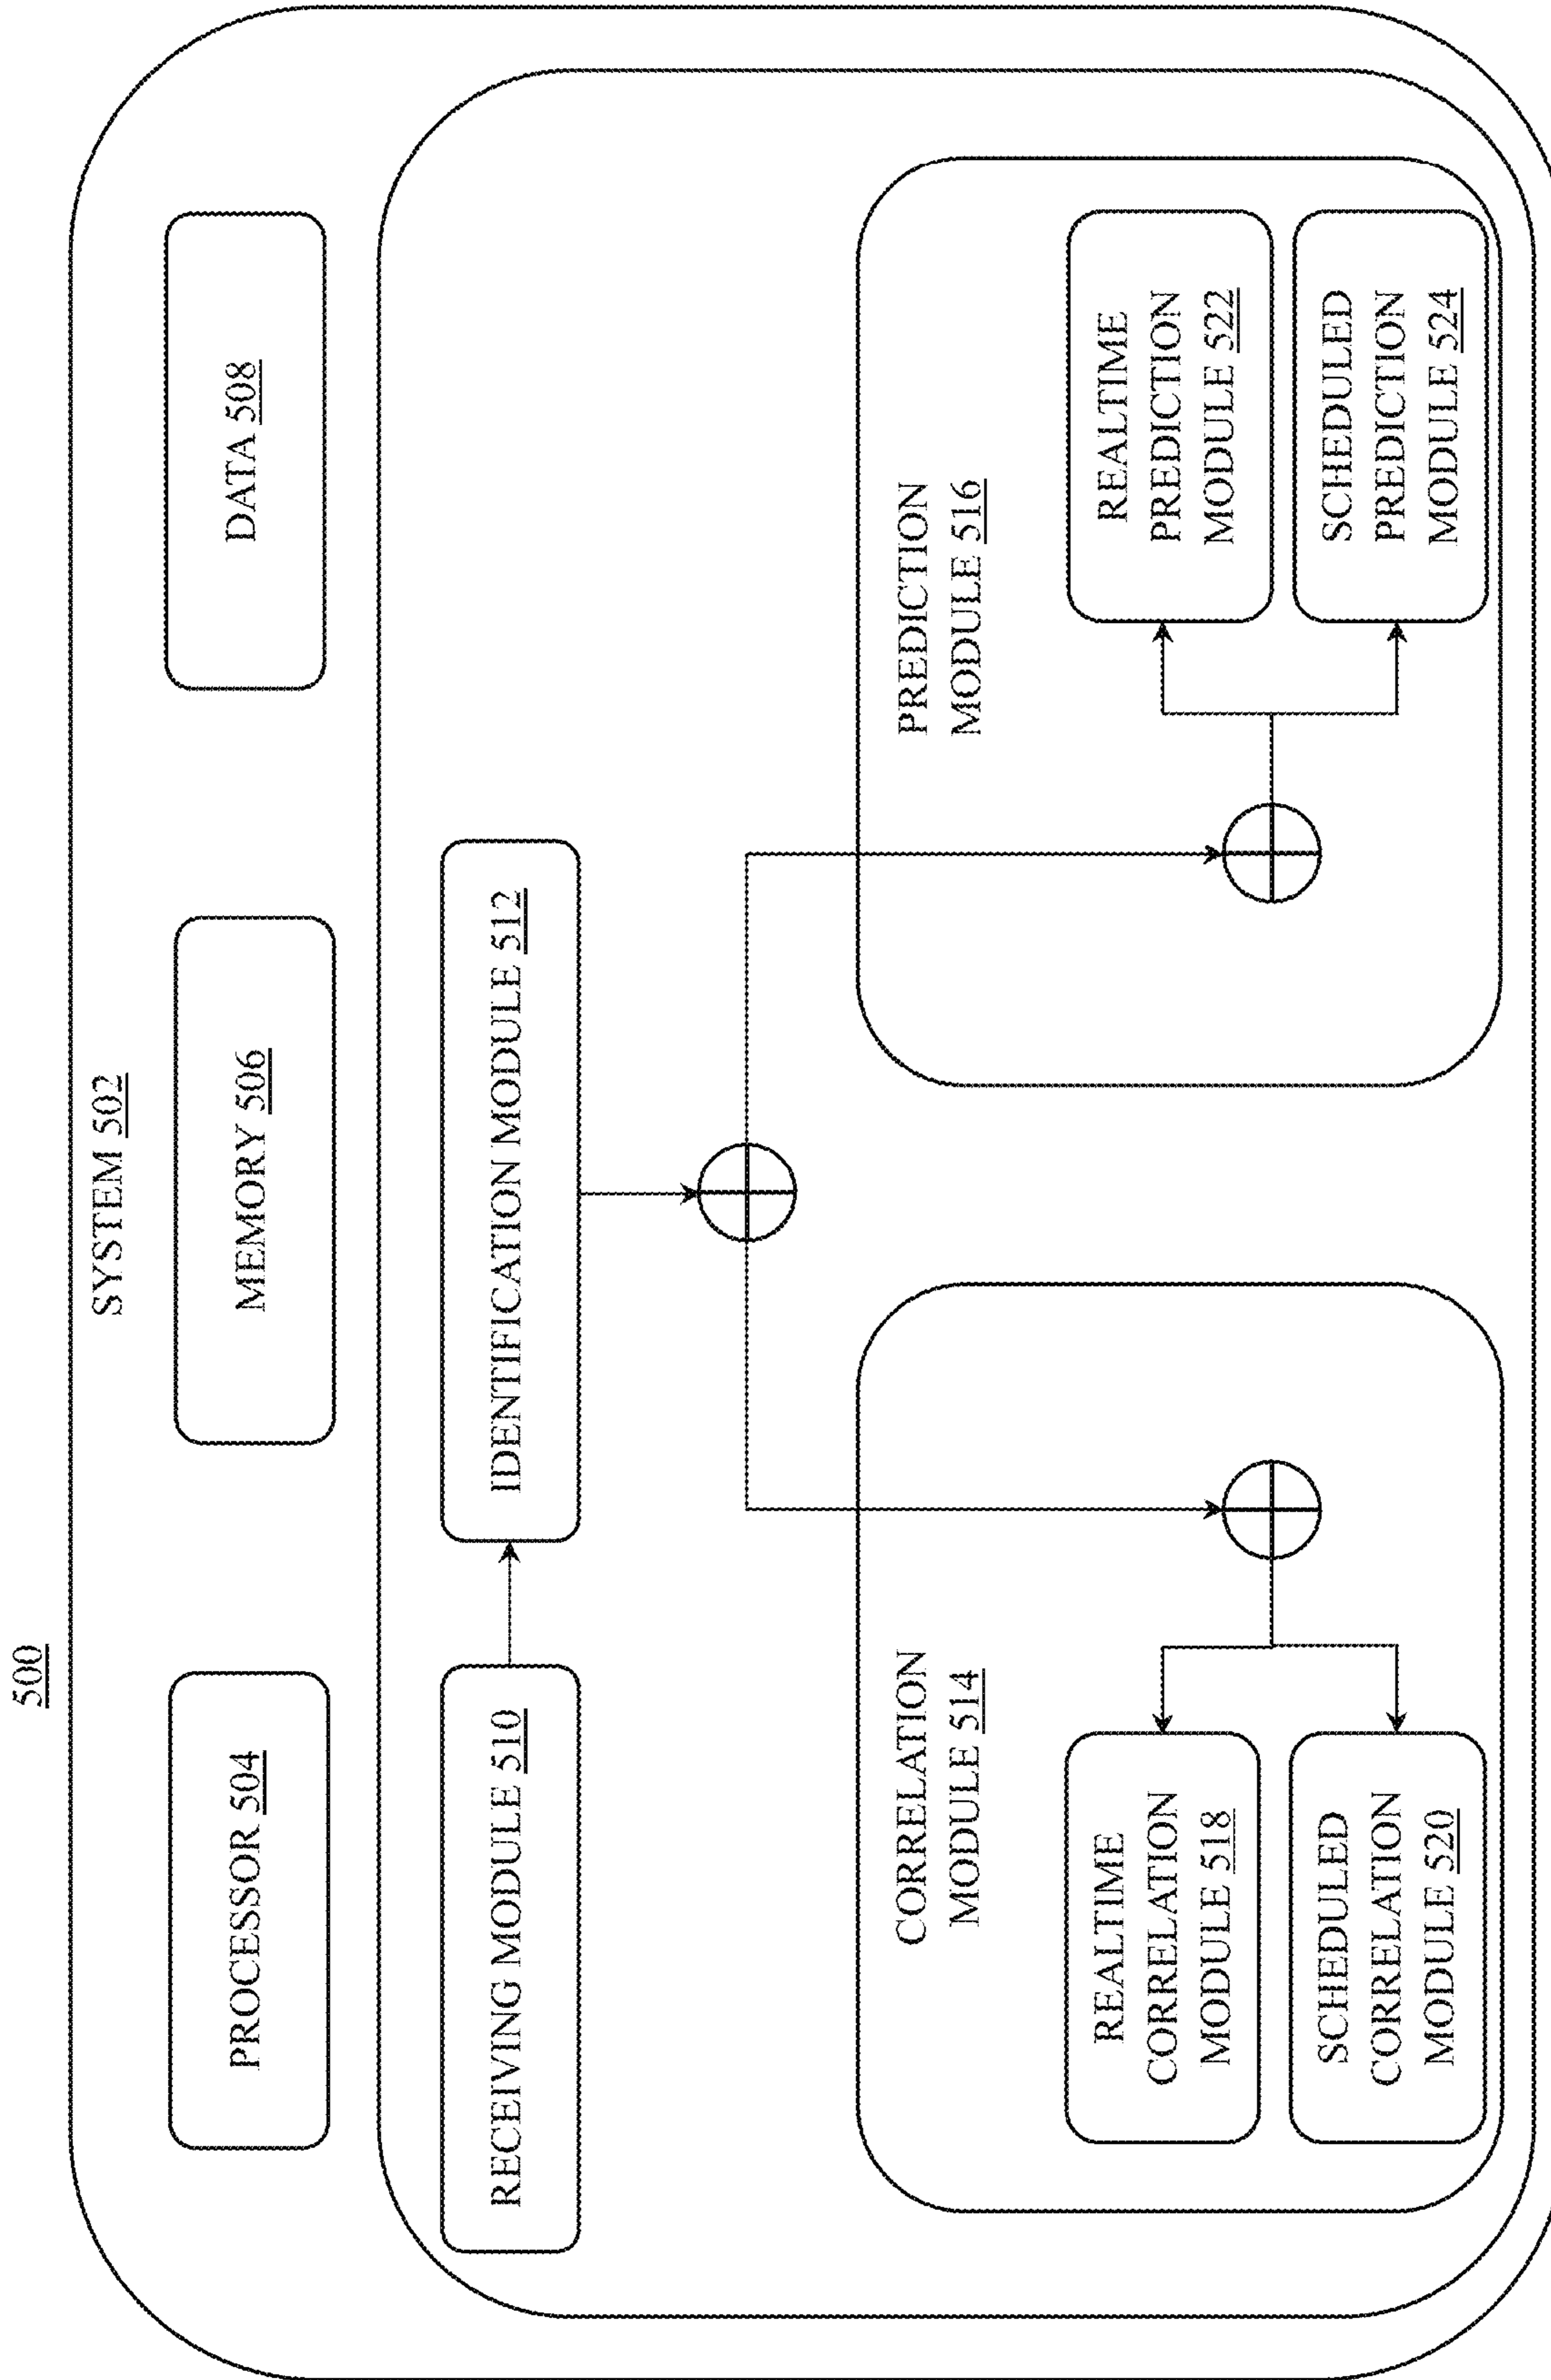 500
SYSTEM 502
PROCESSOR 504
MEMORY 506
DATA 508
RECEIVING MODULE 510
IDENTIFICATION MODULE 512
CORRELATION
MODULE 514
REALTIME
CORRELATION
MODULE 518
SCHEDULED
CORRELATION
MODULE 520
PREDICTION
MODULE 516
REALTIME
PREDICTION
MODULE 522
SCHEDULED
PREDICTION
MODULE 524